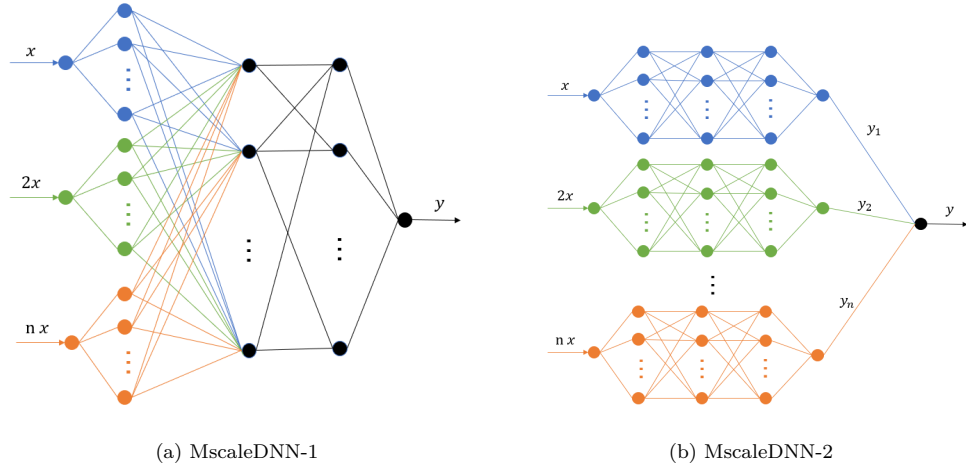 x
2x
n x
y
(a) MscaleDNN-1
x
2x
n x
y₁
y₂
yₙ
y
(b) MscaleDNN-2